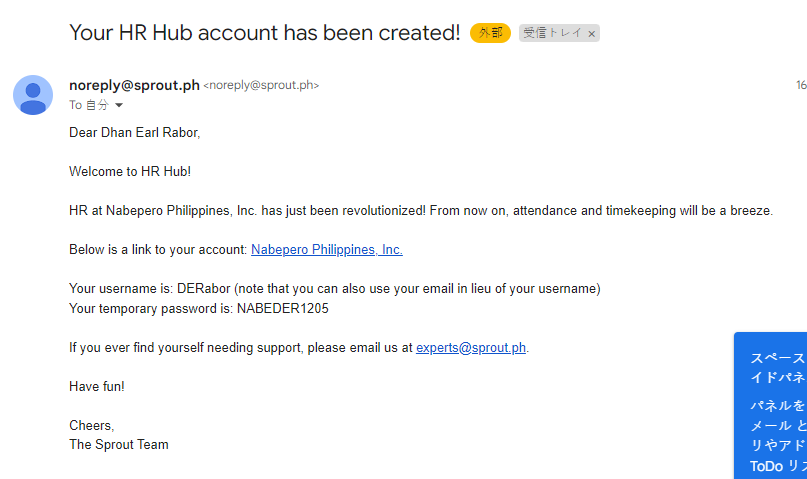 Your HR Hub account has been created! 外部 受信トレイ ×
noreply@sprout.ph <noreply@sprout.ph> 16
To 自分
Dear Dhan Earl Rabor,
Welcome to HR Hub!
HR at Nabepero Philippines, Inc. has just been revolutionized! From now on, attendance and timekeeping will be a breeze.
Below is a link to your account: Nabepero Philippines, Inc.
Your username is: DERabor (note that you can also use your email in lieu of your username)
Your temporary password is: NABEDER1205
If you ever find yourself needing support, please email us at experts@sprout.ph.
Have fun!
Cheers,
The Sprout Team
スペース
イドパネ
パネルを
メール と
リやアド
ToDo リス